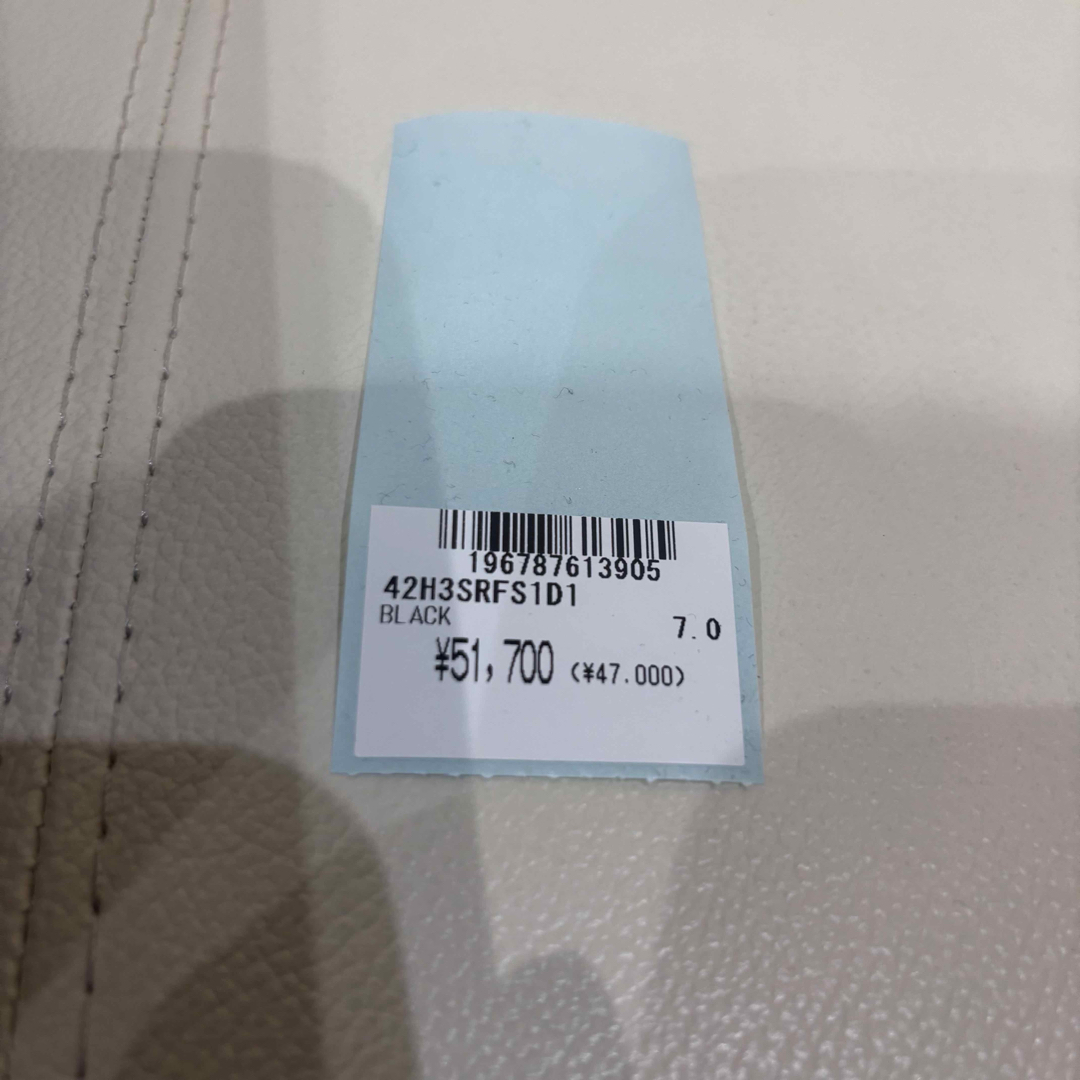 196787613905
42H3SRFS1D1
BLACK
7.0
¥51,700 (¥47.000)